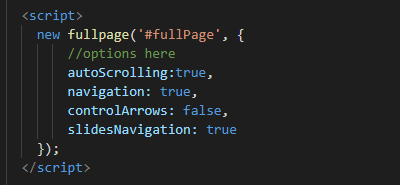 <script>
new fullpage('#fullPage', {
//options here
autoScrolling:true,
navigation: true,
controlArrows: false,
slidesNavigation: true
});
</script>